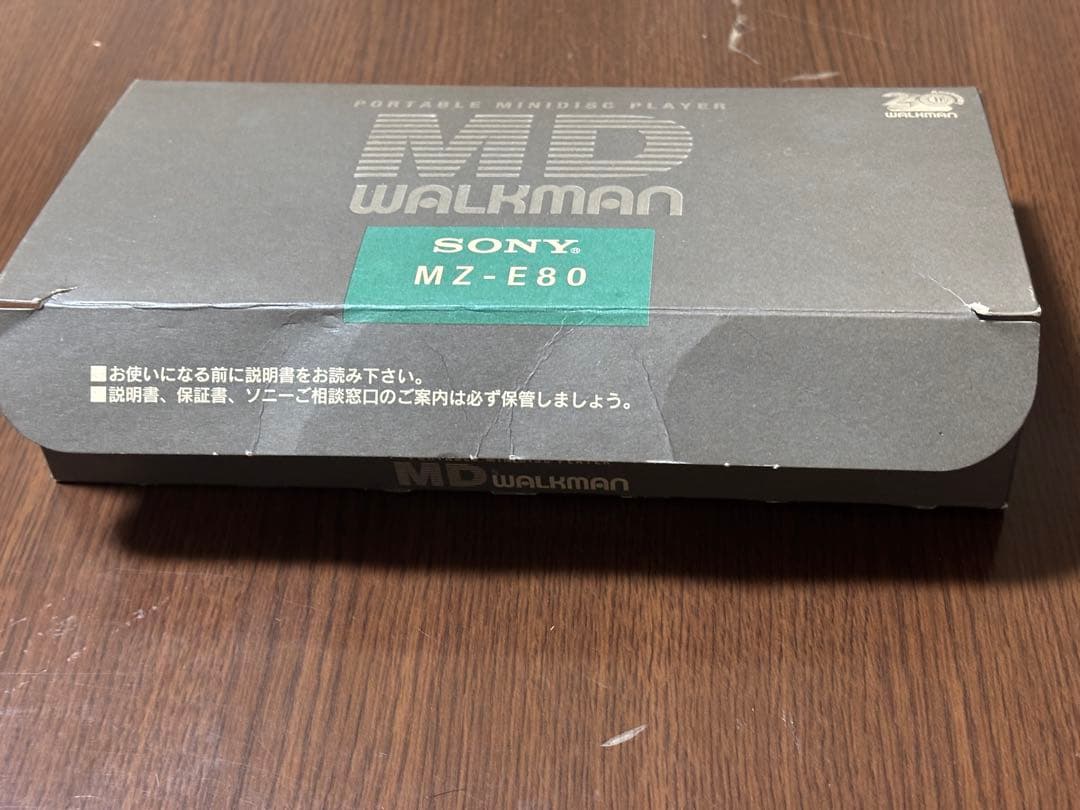 PORTABLE MINIDISC PLAYER
20 WALKMAN
MD
WALKMAN
SONY®
MZ-E80
■お使いになる前に説明書をお読み下さい。
■説明書、保証書、ソニーご相談窓口のご案内は必ず保管しましょう。
MD WALKMAN